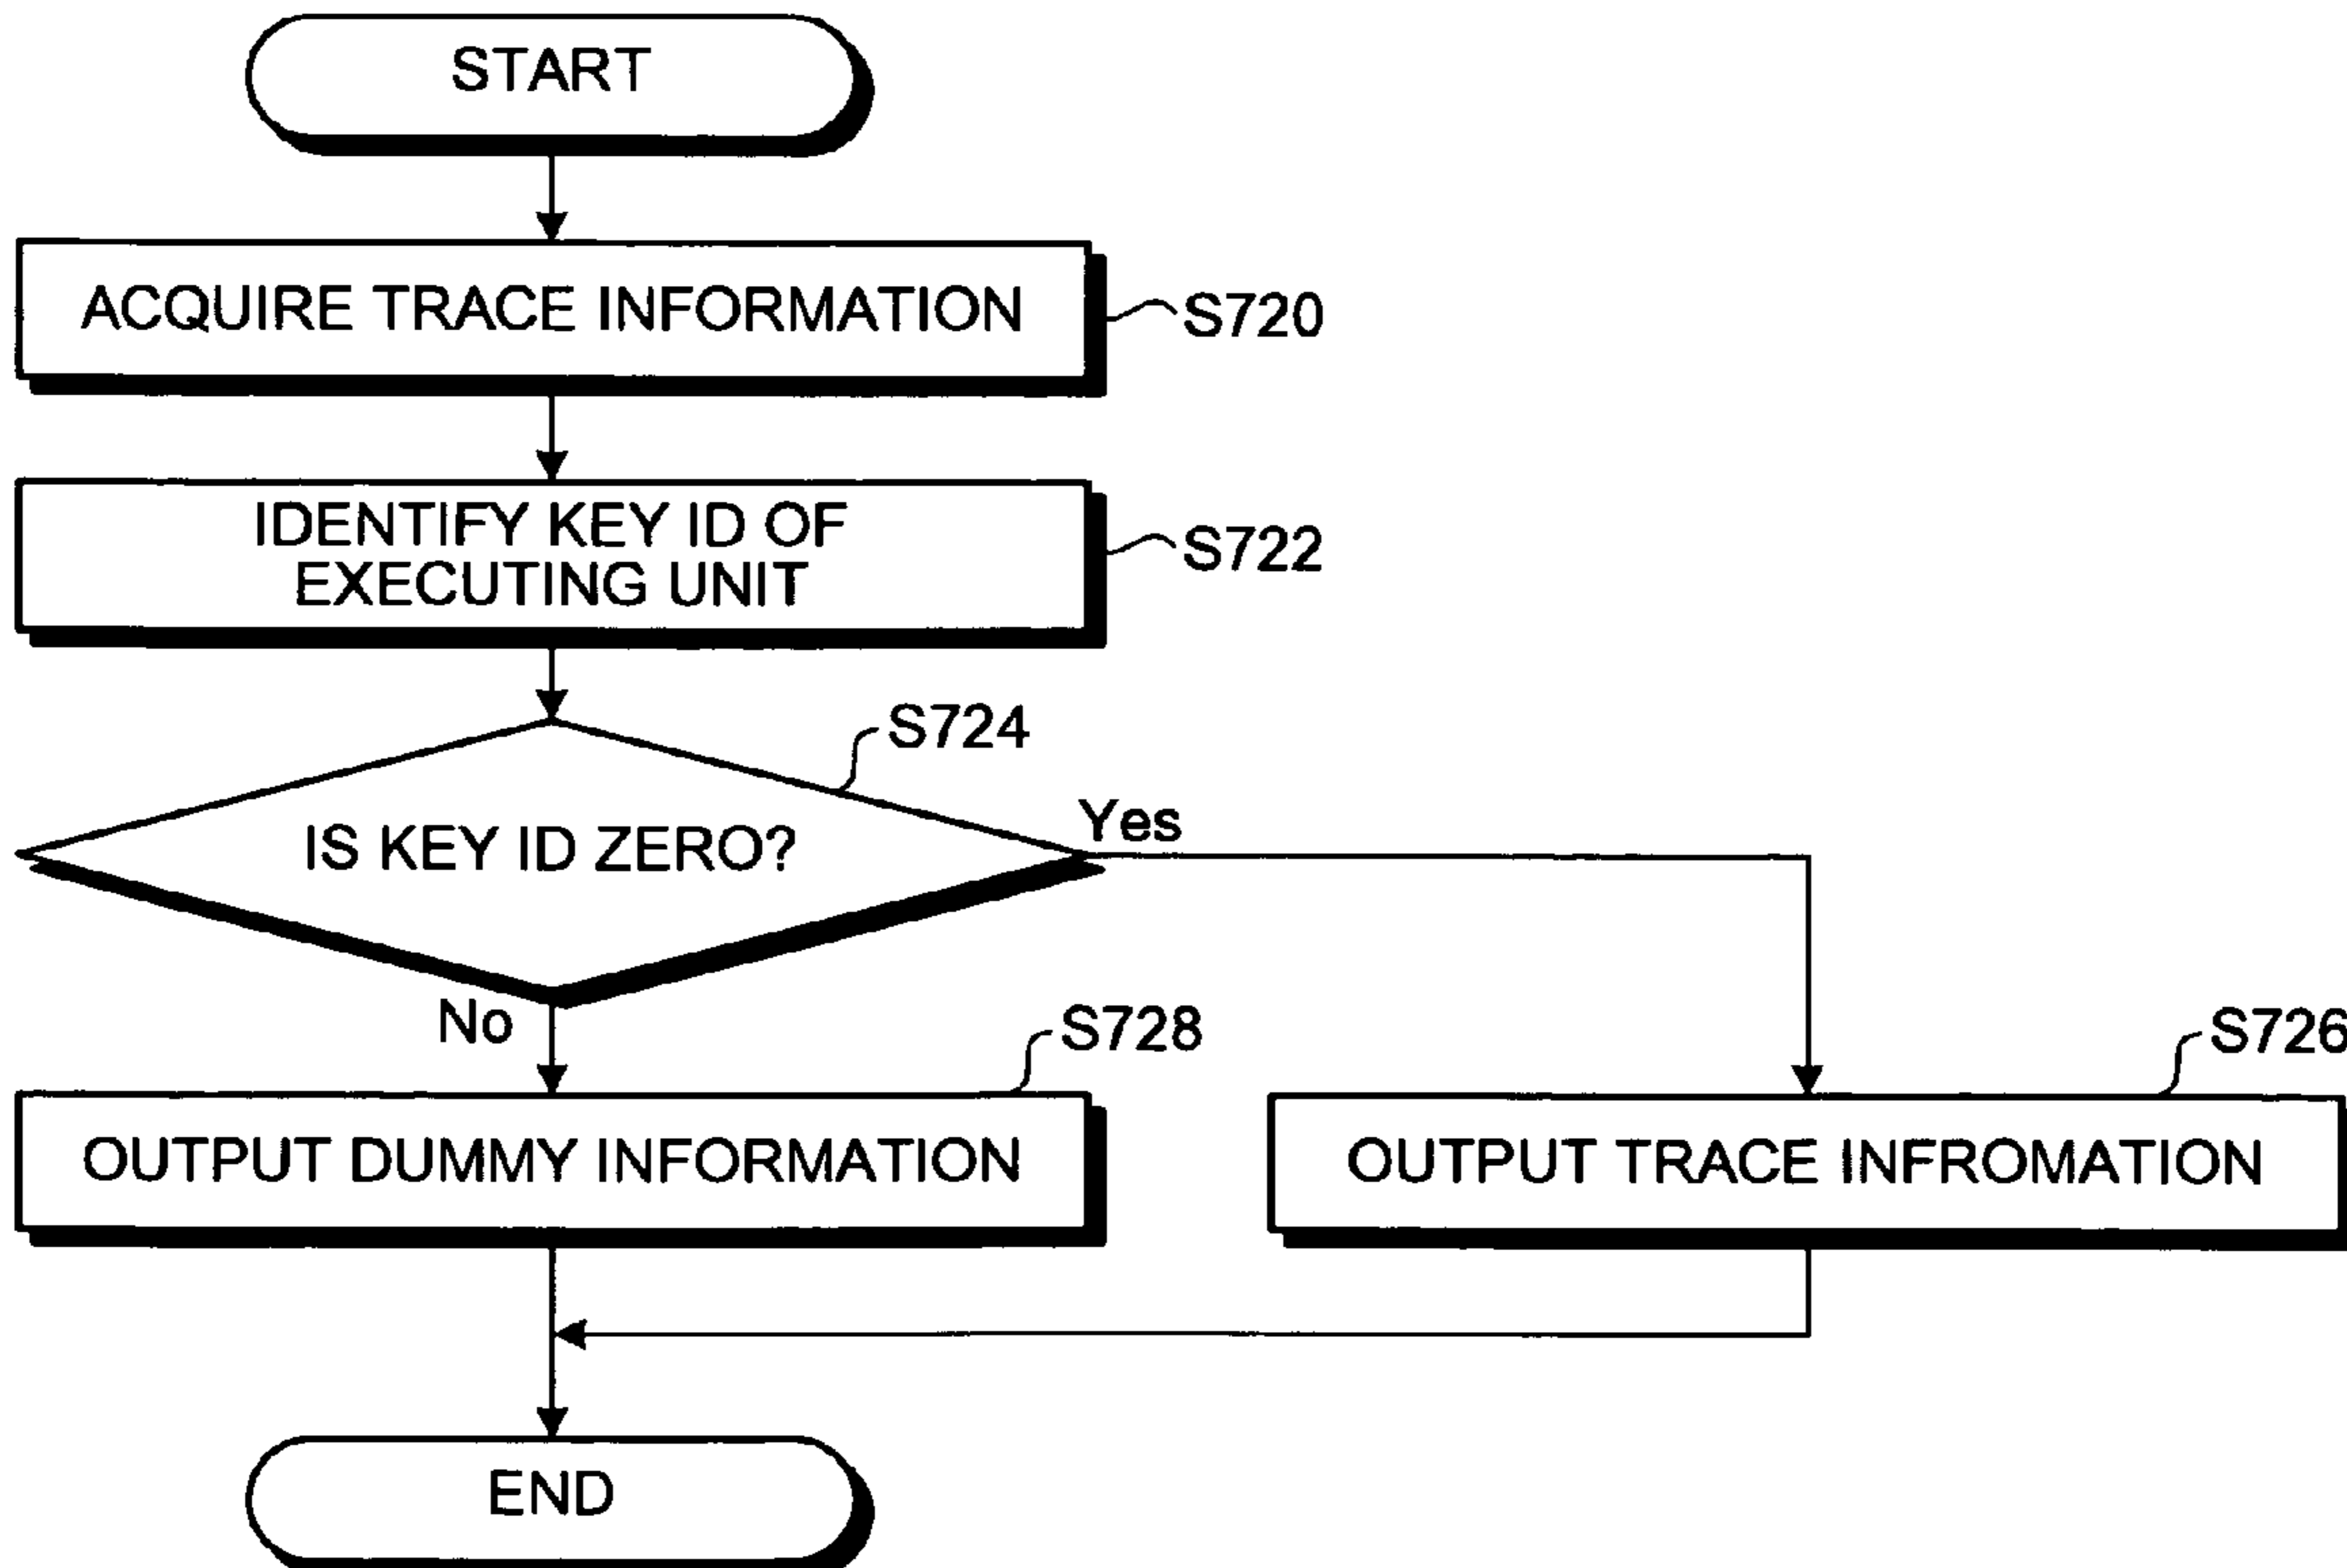 START
ACQUIRE TRACE INFORMATION
S720
IDENTIFY KEY ID OF
EXECUTING UNIT
S722
S724
IS KEY ID ZERO?
Yes
No
S728
OUTPUT DUMMY INFORMATION
S726
OUTPUT TRACE INFROMATION
END